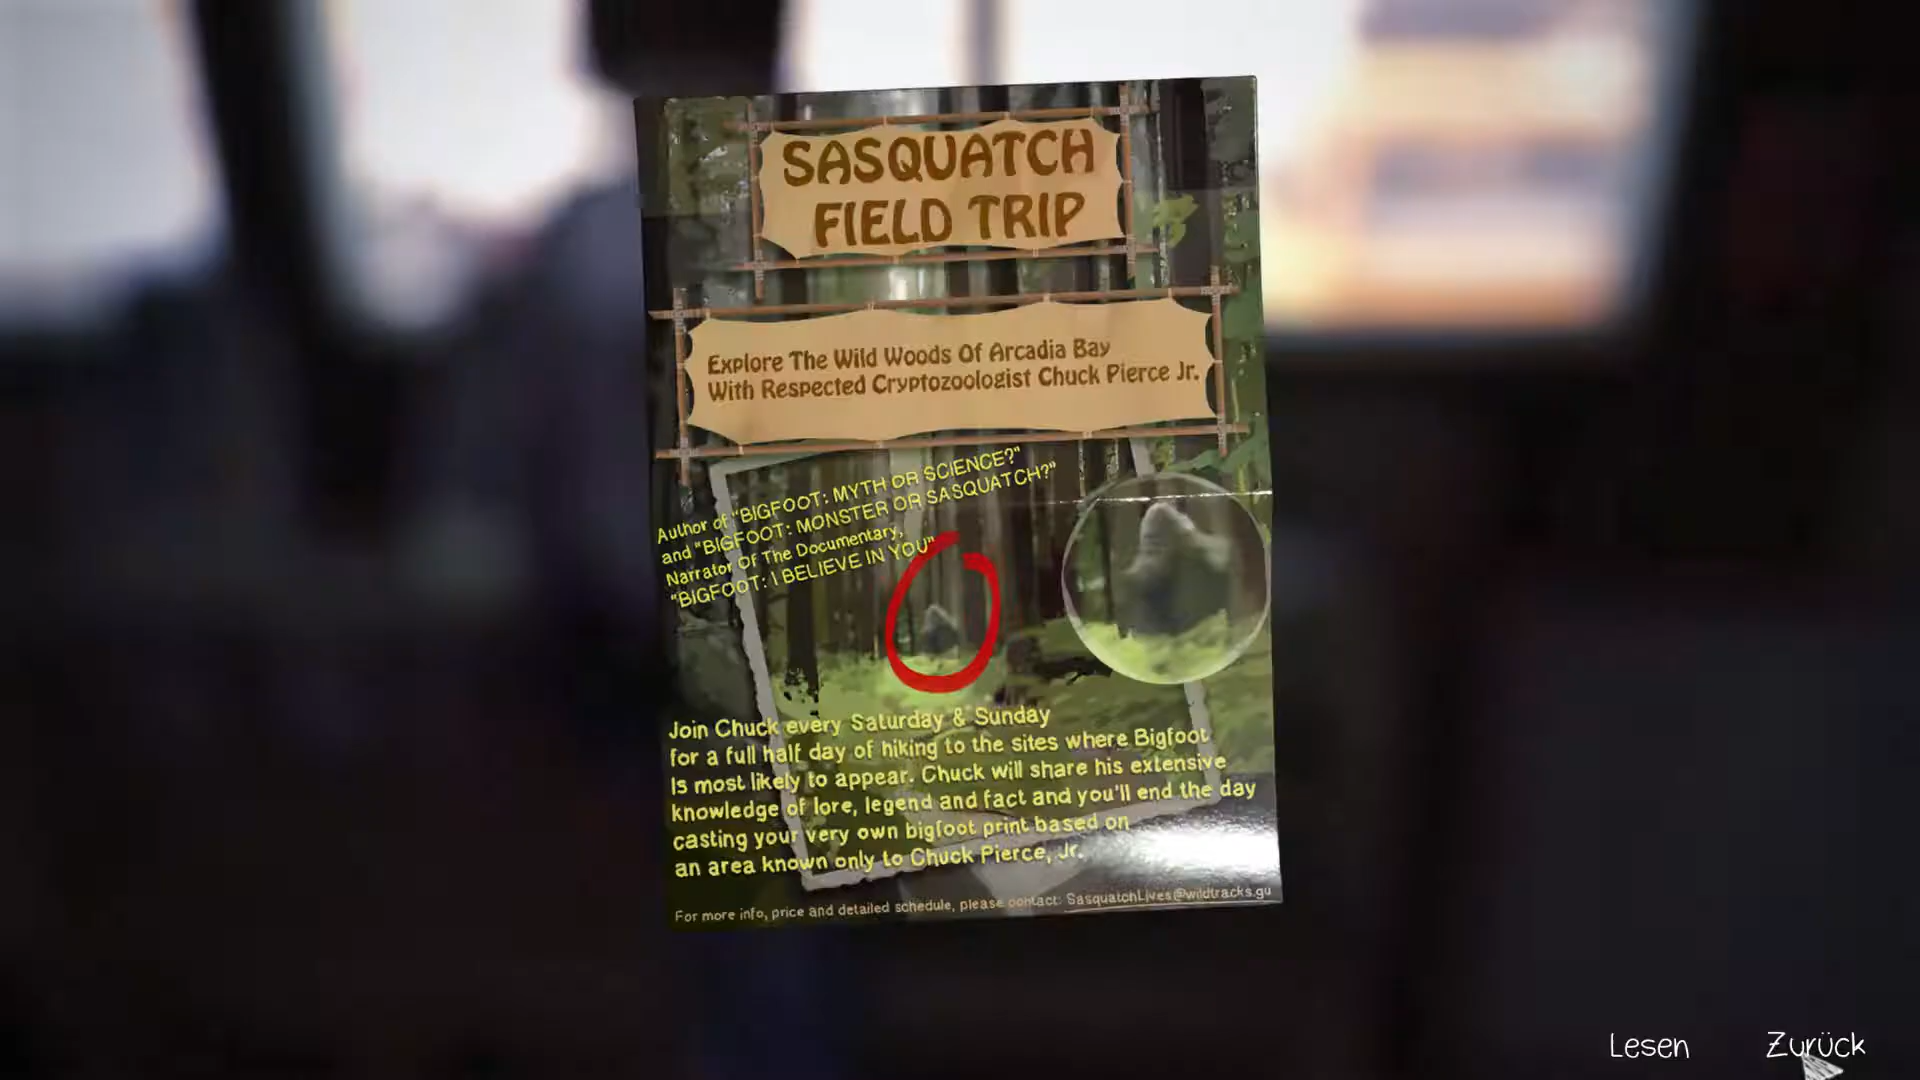 SASQUATCH
FIELD TRIP
Explore The Wild Woods Of Arcadia Bay
With Respected Cryptozoologist Chuck Pierce Jr.
Author of "BIGFOOT: MYTH OR SCIENCE?"
and "BIGFOOT: MONSTER OR SASQUATCH?"
Narrator Of The Documentary,
"BIGFOOT: I BELIEVE IN YOU"
Join Chuck every Saturday & Sunday
for a full half day of hiking to the sites where Bigfoot
Is most likely to appear. Chuck will share his extensive
knowledge of lore, legend and fact and you'll end the day
casting your very own bigfoot print based on
an area known only to Chuck Pierce, Jr.
For more info, price and detailed schedule, please contact: SasquatchLives@wildtracks.gu
Lesen
Zurück